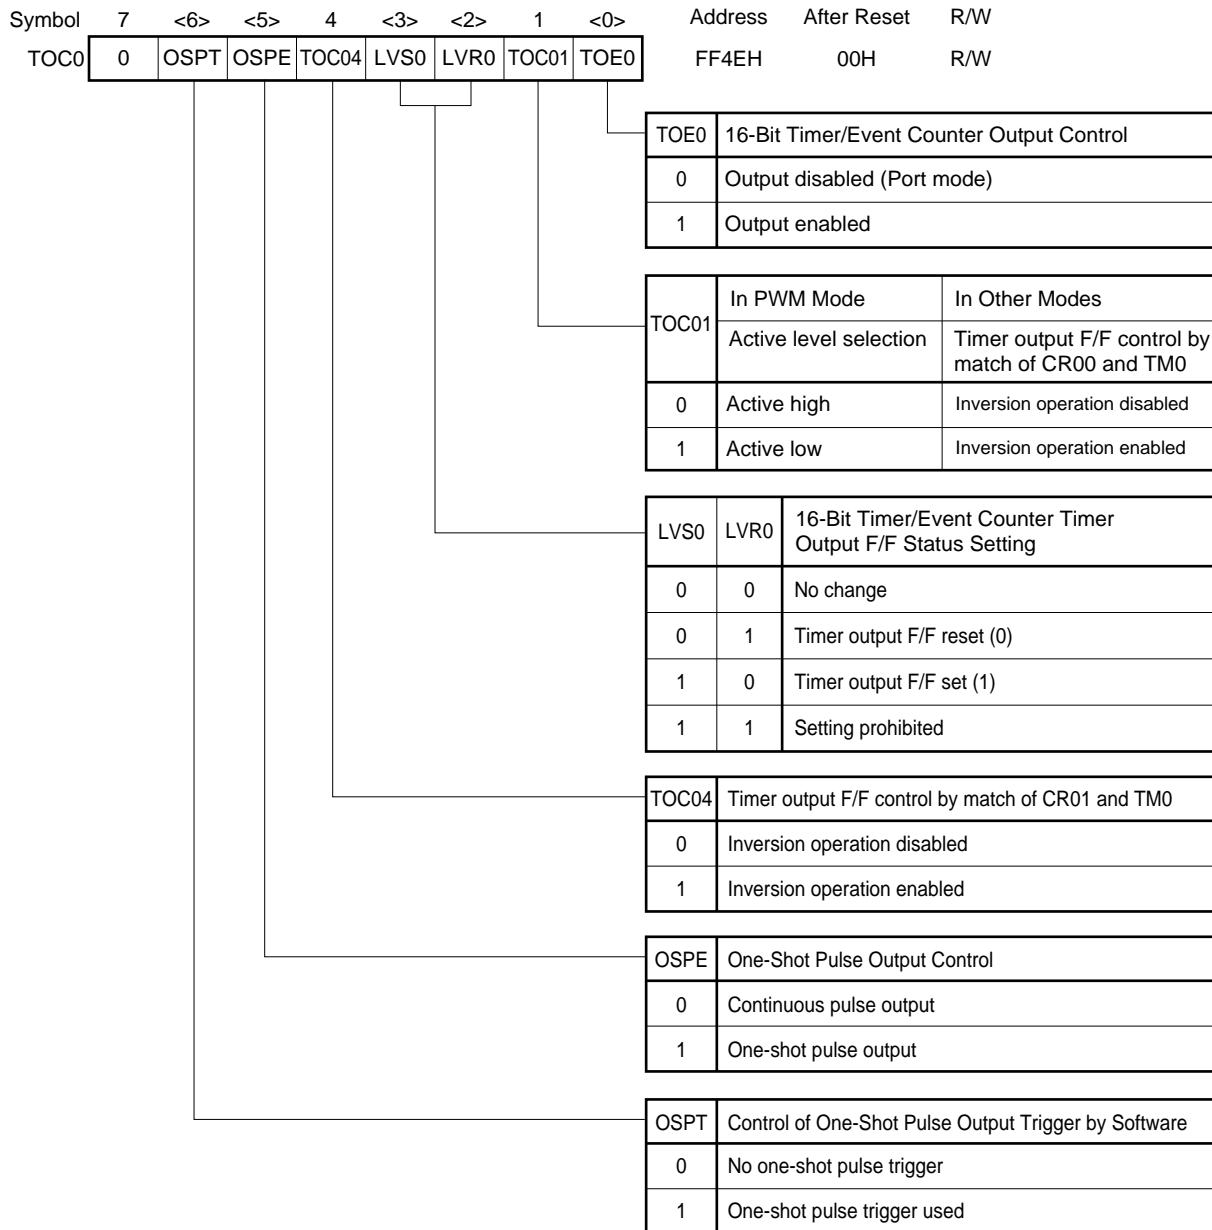 Symbol 7 <6> <5> 4 <3> <2> 1 <0> Address After Reset R/W
TOC0 0 OSPT OSPE TOC04 LVS0 LVR0 TOC01 TOE0 FF4EH 00H R/W
TOE0 16-Bit Timer/Event Counter Output Control
0 Output disabled (Port mode)
1 Output enabled
TOC01 In PWM Mode In Other Modes
Active level selection Timer output F/F control by
match of CR00 and TM0
0 Active high Inversion operation disabled
1 Active low Inversion operation enabled
LVS0 LVR0 16-Bit Timer/Event Counter Timer
Output F/F Status Setting
0 0 No change
0 1 Timer output F/F reset (0)
1 0 Timer output F/F set (1)
1 1 Setting prohibited
TOC04 Timer output F/F control by match of CR01 and TM0
0 Inversion operation disabled
1 Inversion operation enabled
OSPE One-Shot Pulse Output Control
0 Continuous pulse output
1 One-shot pulse output
OSPT Control of One-Shot Pulse Output Trigger by Software
0 No one-shot pulse trigger
1 One-shot pulse trigger used